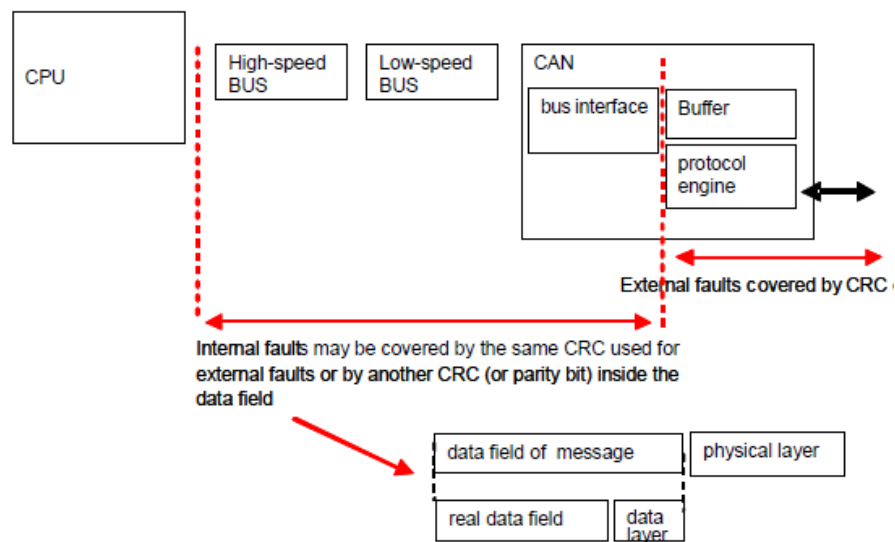 CPU
High-speed
BUS
Low-speed
BUS
CAN
bus interface
Buffer
protocol
engine
External faults covered by CRC
Internal faults may be covered by the same CRC used for
external faults or by another CRC (or parity bit) inside the
data field
data field of message
physical layer
real data field
data
layer